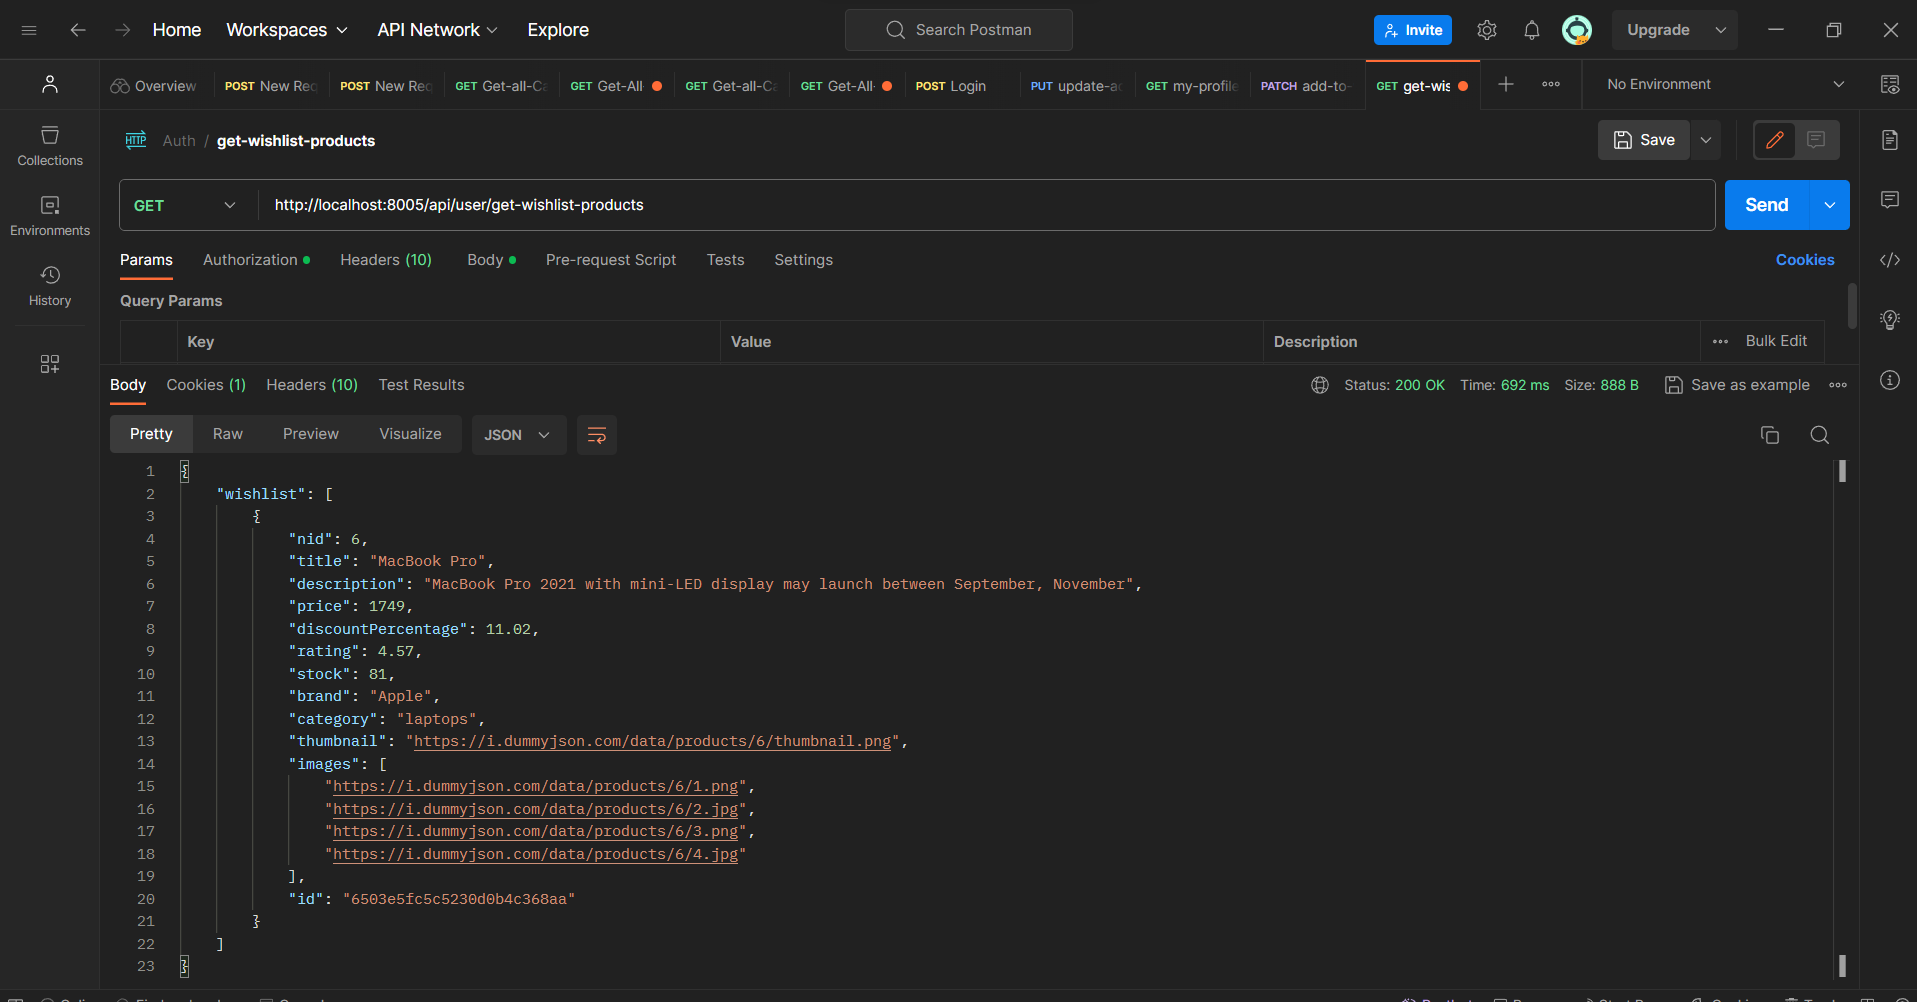 Home Workspaces API Network Explore Search Postman Invite Upgrade
Overview POST New Req POST New Req GET Get-all-Ca GET Get-All- GET Get-all-Ca GET Get-All- POST Login PUT update-ad GET my-profile PATCH add-to- GET get-wis No Environment
HTTP Auth / get-wishlist-products Save
Collections
GET http://localhost:8005/api/user/get-wishlist-products Send
Environments
Params Authorization Headers (10) Body Pre-request Script Tests Settings Cookies
History
Query Params
Key Value Description Bulk Edit
Body Cookies (1) Headers (10) Test Results Status: 200 OK Time: 692 ms Size: 888 B Save as example
Pretty Raw Preview Visualize JSON
1 {
2 "wishlist": [
3 {
4 "nid": 6,
5 "title": "MacBook Pro",
6 "description": "MacBook Pro 2021 with mini-LED display may launch between September, November",
7 "price": 1749,
8 "discountPercentage": 11.02,
9 "rating": 4.57,
10 "stock": 81,
11 "brand": "Apple",
12 "category": "laptops",
13 "thumbnail": "https://i.dummyjson.com/data/products/6/thumbnail.png",
14 "images": [
15 "https://i.dummyjson.com/data/products/6/1.png",
16 "https://i.dummyjson.com/data/products/6/2.jpg",
17 "https://i.dummyjson.com/data/products/6/3.png",
18 "https://i.dummyjson.com/data/products/6/4.jpg"
19 ],
20 "id": "6503e5fc5c5230d0b4c368aa"
21 }
22 ]
23 }